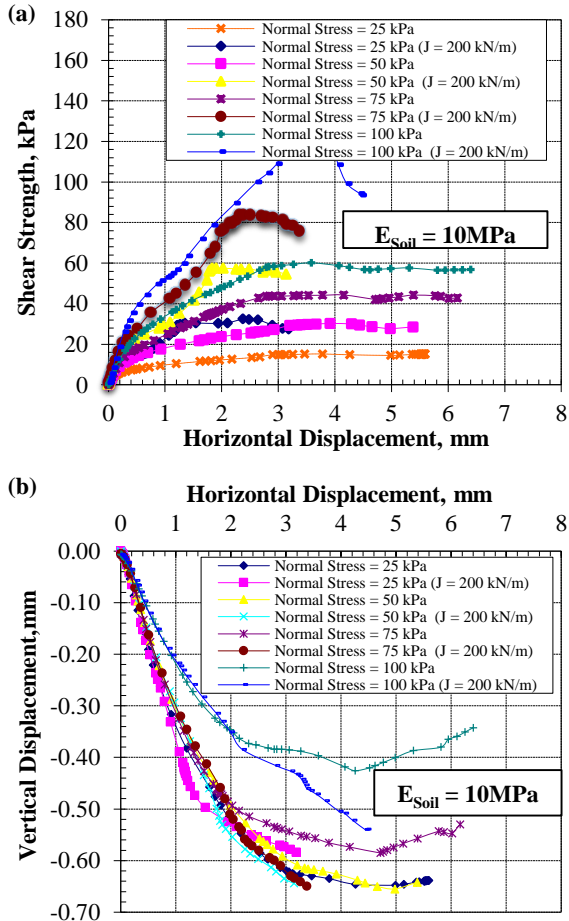 (a)
180
160
140
120
100
80
60
40
20
0
Shear Strength, kPa
Normal Stress = 25 kPa
Normal Stress = 25 kPa (J = 200 kN/m)
Normal Stress = 50 kPa
Normal Stress = 50 kPa (J = 200 kN/m)
Normal Stress = 75 kPa
Normal Stress = 75 kPa (J = 200 kN/m)
Normal Stress = 100 kPa
Normal Stress = 100 kPa (J = 200 kN/m)
E_Soil = 10MPa
0 1 2 3 4 5 6 7 8
Horizontal Displacement, mm
(b)
Horizontal Displacement, mm
0 1 2 3 4 5 6 7 8
0.00
-0.10
-0.20
-0.30
-0.40
-0.50
-0.60
-0.70
Vertical Displacement,mm
Normal Stress = 25 kPa
Normal Stress = 25 kPa (J = 200 kN/m)
Normal Stress = 50 kPa
Normal Stress = 50 kPa (J = 200 kN/m)
Normal Stress = 75 kPa
Normal Stress = 75 kPa (J = 200 kN/m)
Normal Stress = 100 kPa
Normal Stress = 100 kPa (J = 200 kN/m)
E_Soil = 10MPa